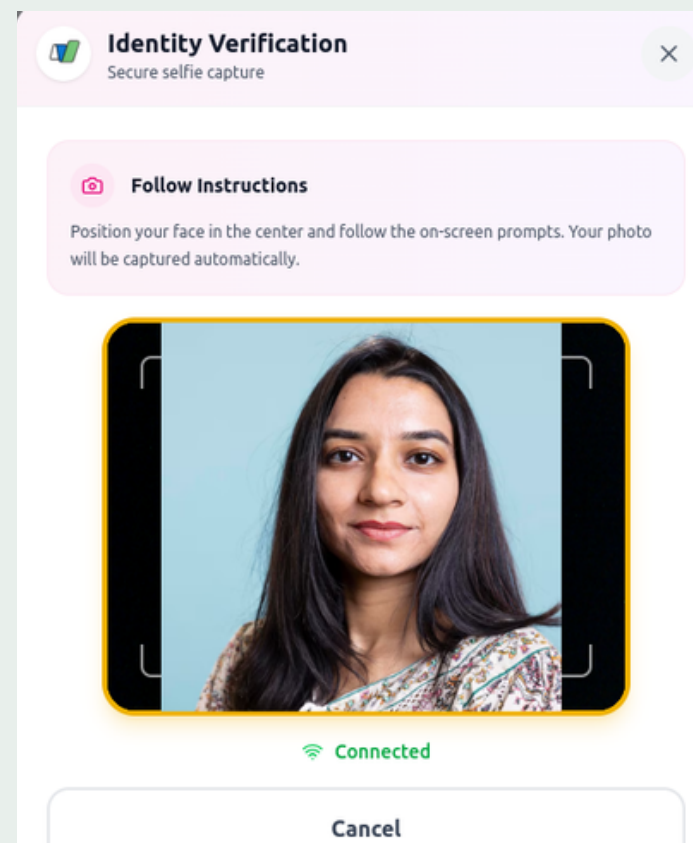 Identity Verification
Secure selfie capture
Follow Instructions
Position your face in the center and follow the on-screen prompts. Your photo
will be captured automatically.
Connected
Cancel